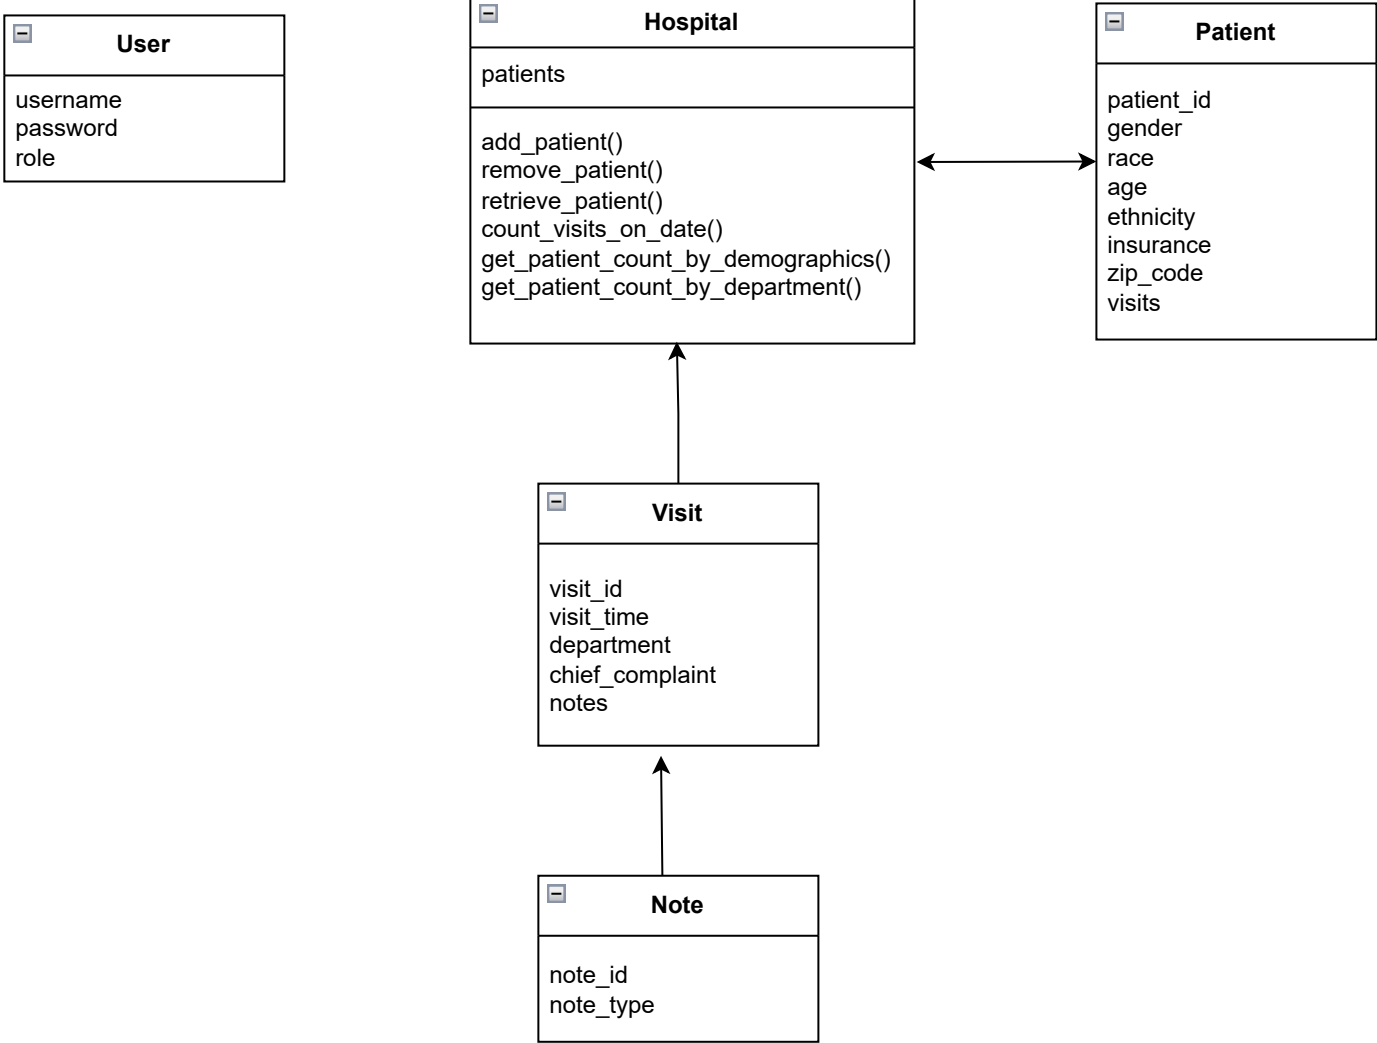 User
username
password
role
Hospital
patients
add_patient()
remove_patient()
retrieve_patient()
count_visits_on_date()
get_patient_count_by_demographics()
get_patient_count_by_department()
Patient
patient_id
gender
race
age
ethnicity
insurance
zip_code
visits
Visit
visit_id
visit_time
department
chief_complaint
notes
Note
note_id
note_type